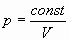 p = const / V